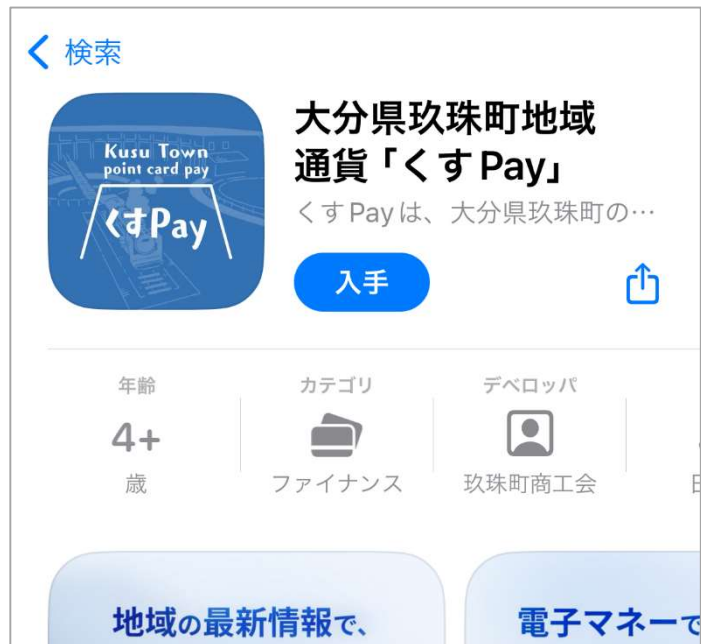 検索
Kusu Town
point card pay
くすPay
大分県玖珠町地域
通貨「くすPay」
くすPayは、大分県玖珠町の…
入手
年齢
4+
歳
カテゴリ
ファイナンス
デベロッパ
玖珠町商工会
地域の最新情報で、
電子マネーで